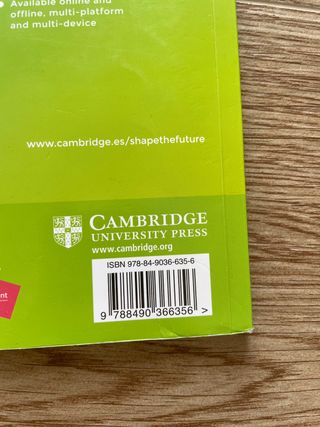 Available online and
offline, multi-platform
and multi-device
www.cambridge.es/shapethefuture
CAMBRIDGE
UNIVERSITY PRESS
www.cambridge.org
ISBN 978-84-9036-635-6
9 788490 366356 >